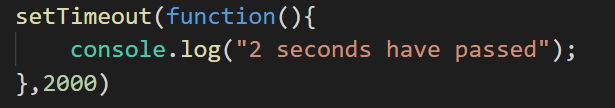 setTimeout(function(){
    console.log("2 seconds have passed");
},2000)